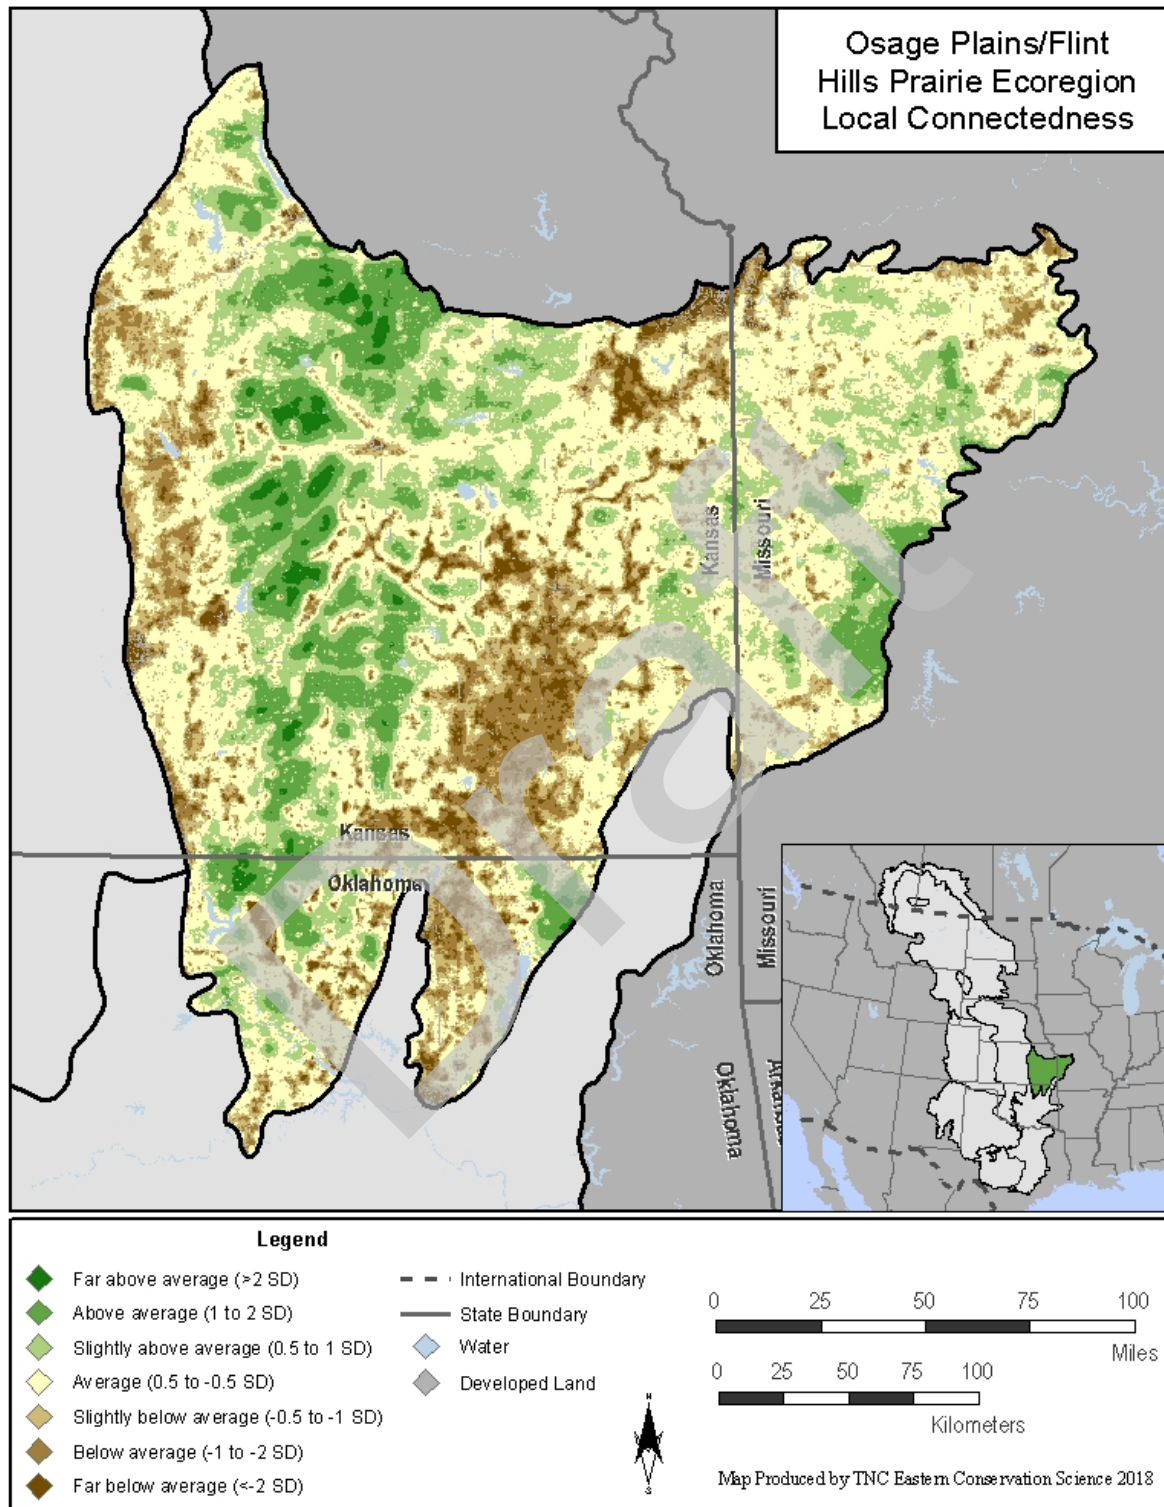 Osage Plains/Flint
Hills Prairie Ecoregion
Local Connectedness
Kansas
Missouri
Draft
Kansas
Oklahoma
Oklahoma
Missouri
Oklahoma
Legend
Far above average (>2 SD)
Above average (1 to 2 SD)
Slightly above average (0.5 to 1 SD)
Average (0.5 to -0.5 SD)
Slightly below average (-0.5 to -1 SD)
Below average (-1 to -2 SD)
Far below average (<-2 SD)
International Boundary
State Boundary
Water
Developed Land
N
S
0 25 50 75 100
Miles
0 25 50 75 100
Kilometers
Map Produced by TNC Eastern Conservation Science 2018